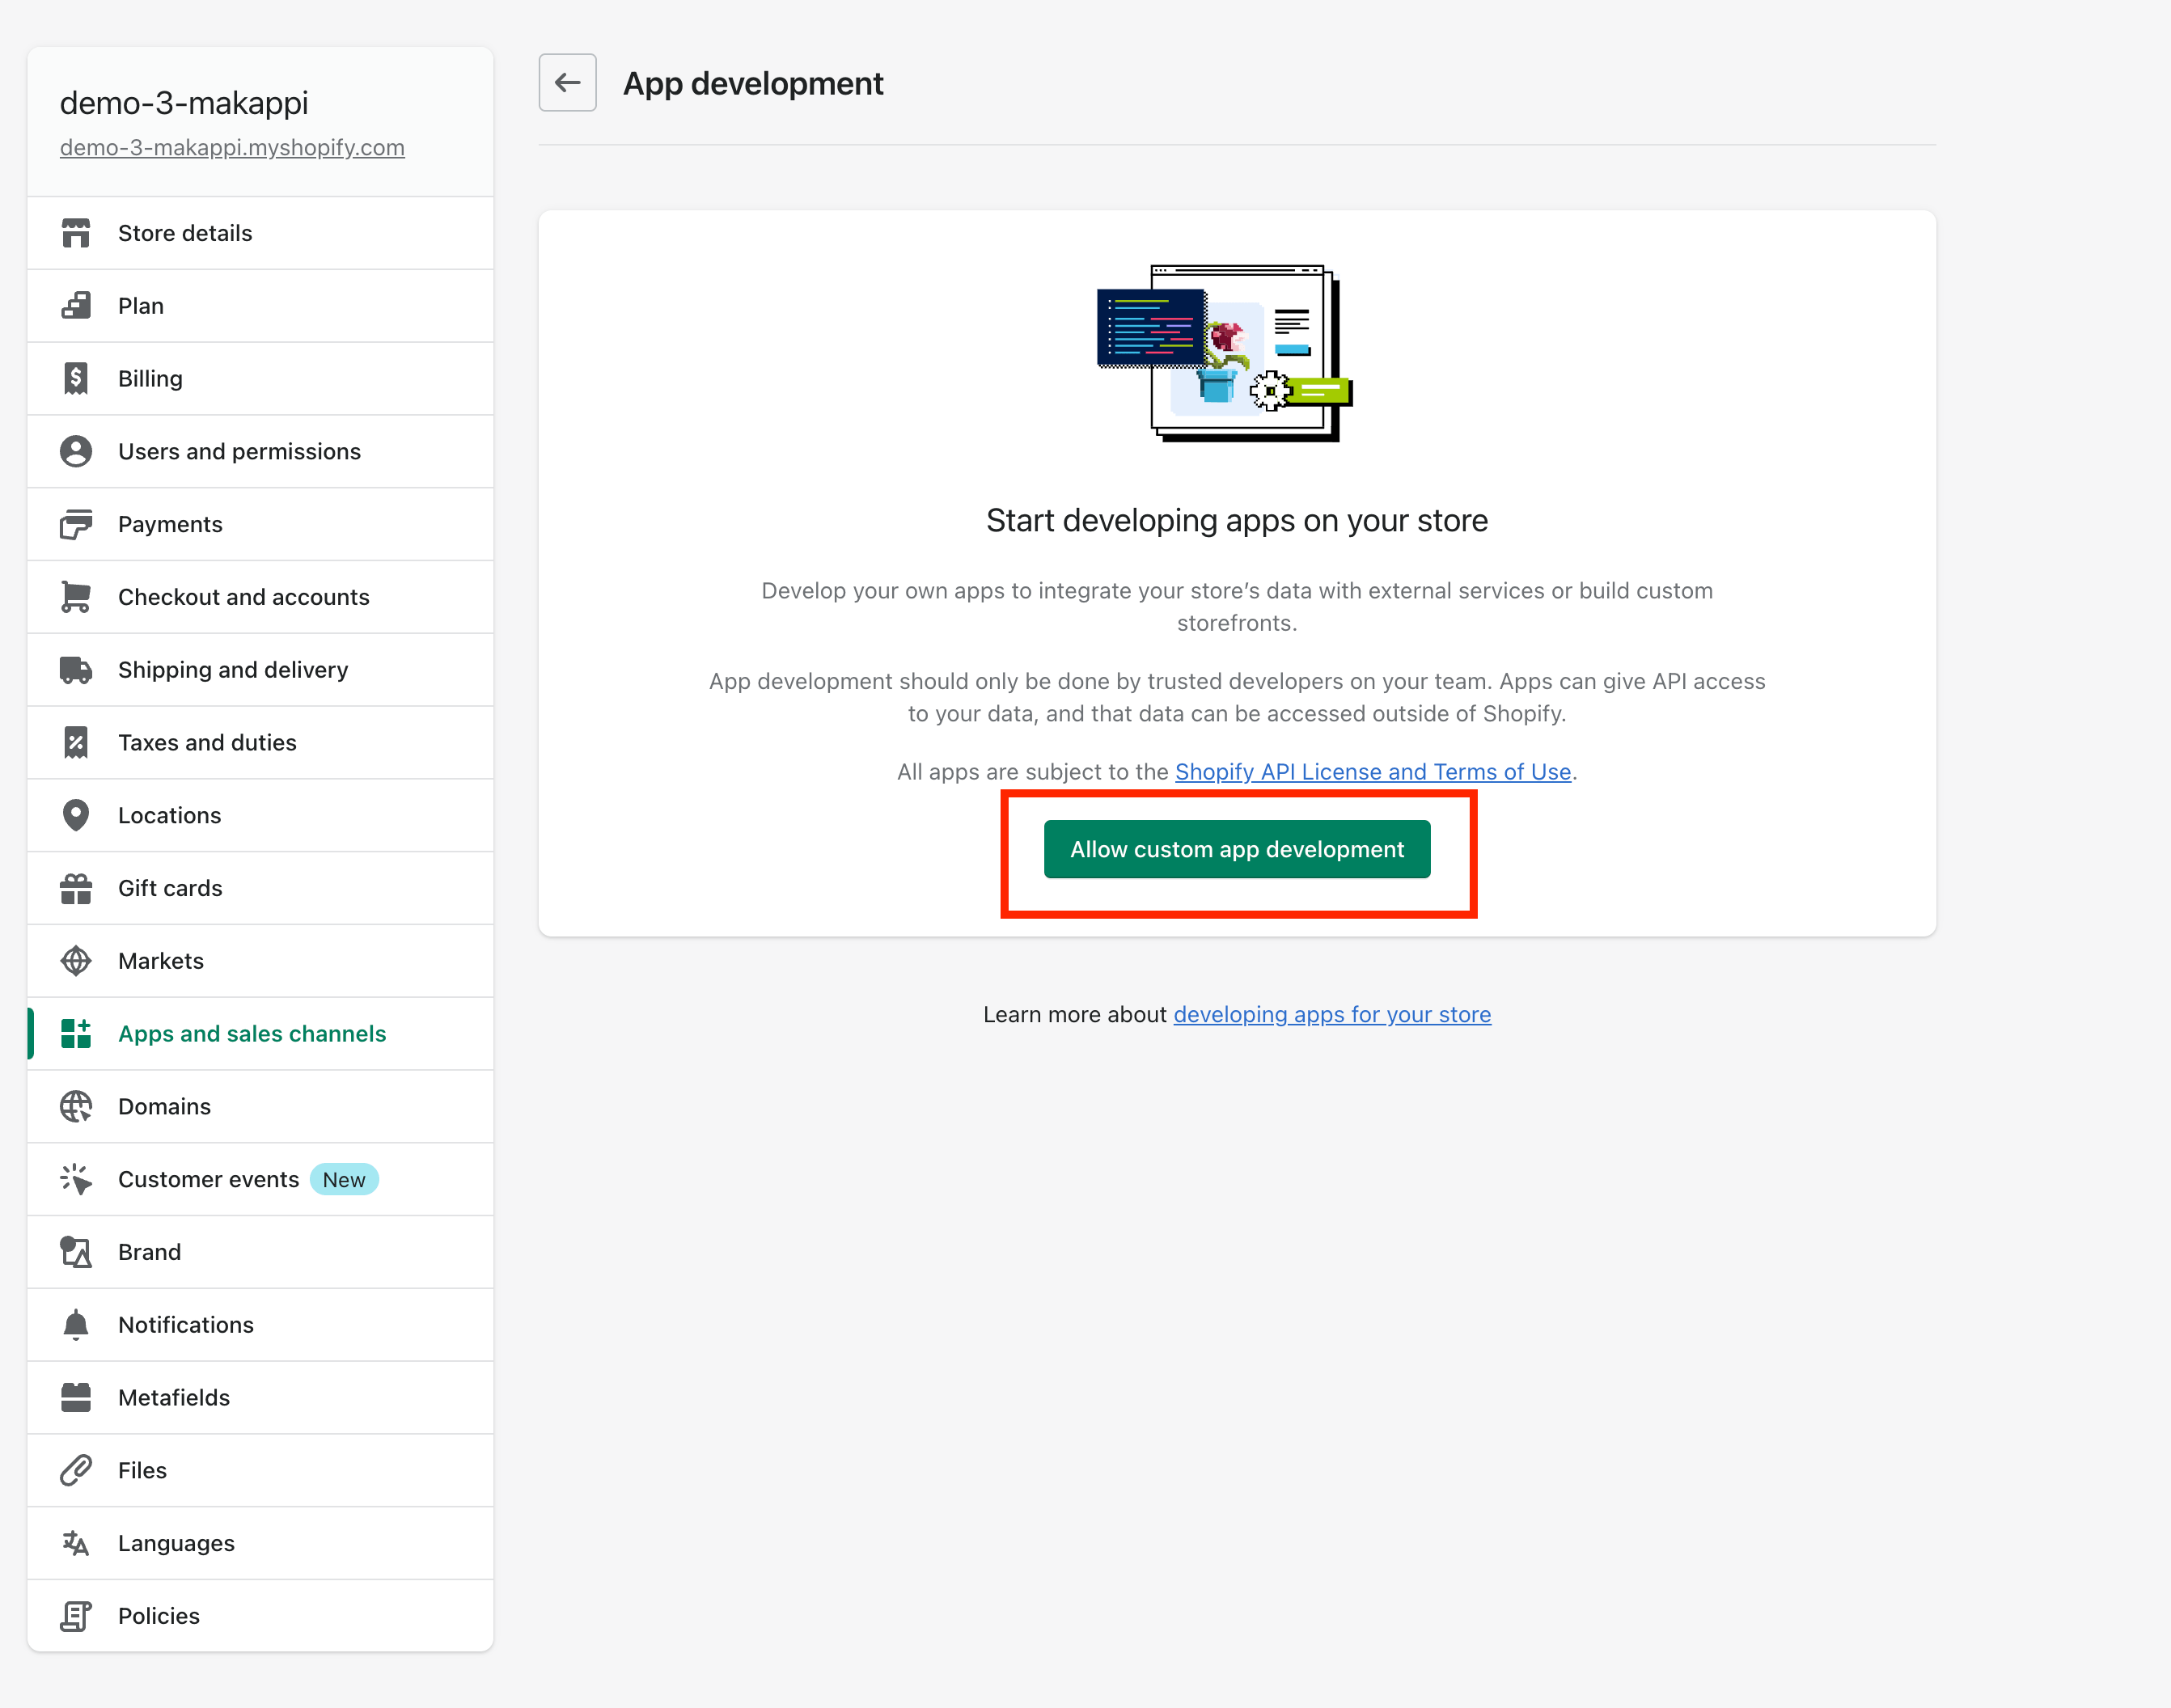 demo-3-makappi
demo-3-makappi.myshopify.com
Store details
Plan
Billing
Users and permissions
Payments
Checkout and accounts
Shipping and delivery
Taxes and duties
Locations
Gift cards
Markets
Apps and sales channels
Domains
Customer events New
Brand
Notifications
Metafields
Files
Languages
Policies
App development
Start developing apps on your store
Develop your own apps to integrate your store’s data with external services or build custom
storefronts.
App development should only be done by trusted developers on your team. Apps can give API access
to your data, and that data can be accessed outside of Shopify.
All apps are subject to the Shopify API License and Terms of Use.
Allow custom app development
Learn more about developing apps for your store